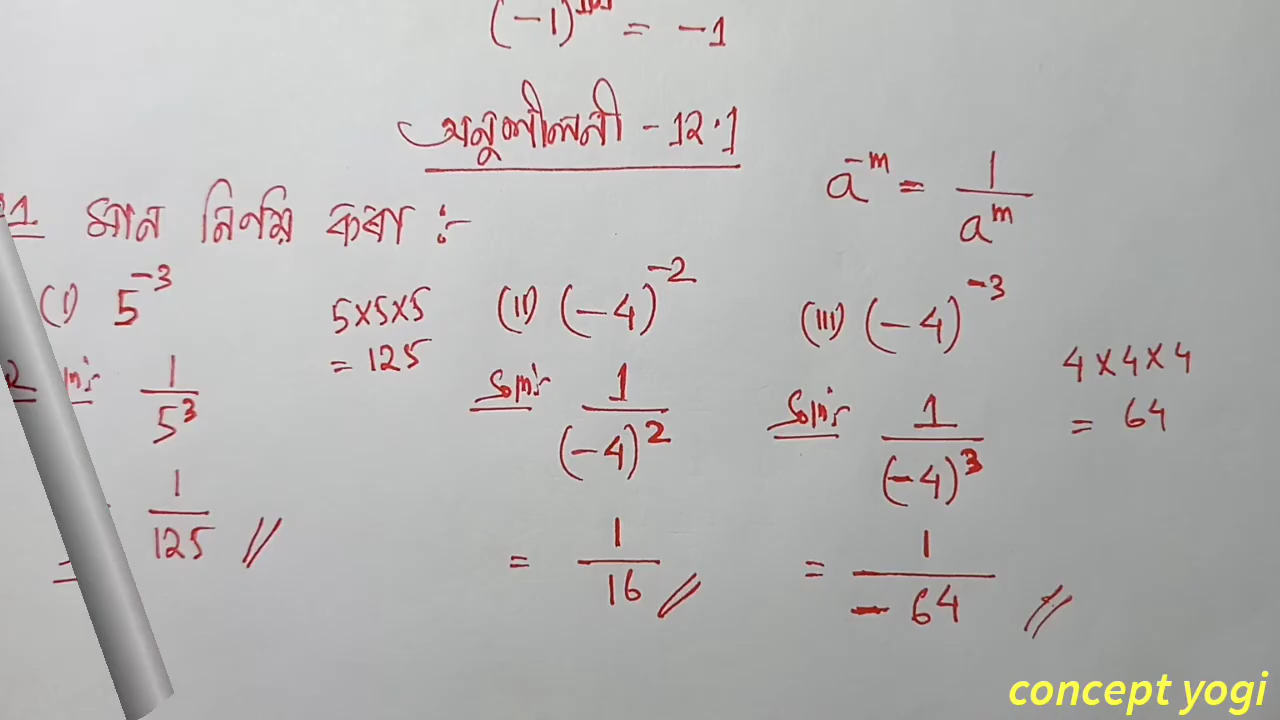 (-1) = -1
অনুশীলনী - 12.1
a^-m = 1/a^m
1 মান নিৰ্ণয় কৰা :-
(i) 5^-3
5×5×5
= 125
1/5^3
= 1/125 //
(ii) (-4)^-2
Soln:
1/(-4)^2
= 1/16 //
(iii) (-4)^-3
4×4×4
= 64
Soln:
1/(-4)^3
= 1/-64 //
concept yogi